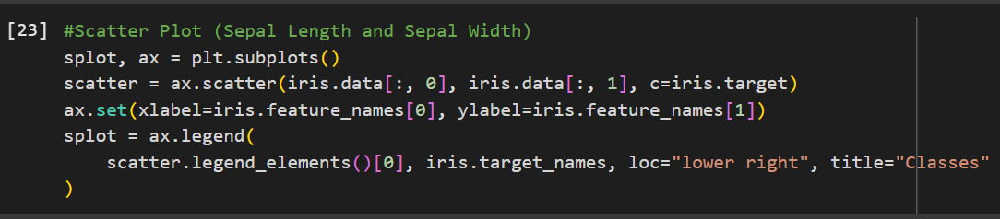 [23] #Scatter Plot (Sepal Length and Sepal Width)
splot, ax = plt.subplots()
scatter = ax.scatter(iris.data[:, 0], iris.data[:, 1], c=iris.target)
ax.set(xlabel=iris.feature_names[0], ylabel=iris.feature_names[1])
splot = ax.legend(
    scatter.legend_elements()[0], iris.target_names, loc="lower right", title="Classes"
)